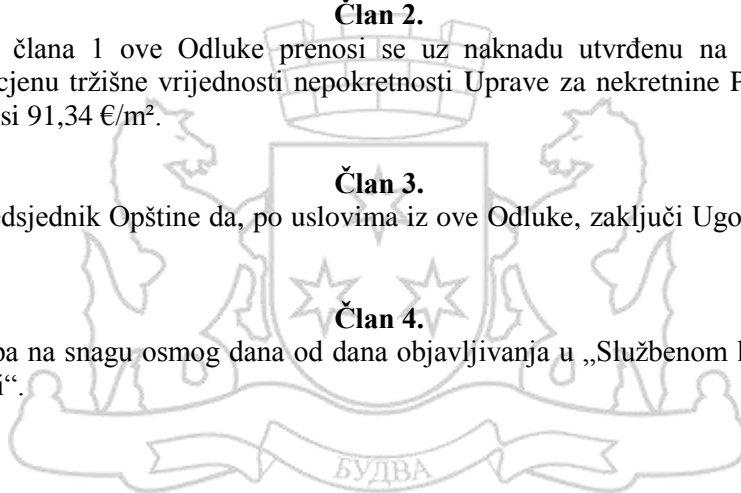 Član 2.
člana 1 ove Odluke prenosi se uz naknadu utvrđenu na
cjenu tržišne vrijednosti nepokretnosti Uprave za nekretnine P
si 91,34 €/m².
Član 3.
edsjednik Opštine da, po uslovima iz ove Odluke, zaključi Ugo
Član 4.
pa na snagu osmog dana od dana objavljivanja u „Službenom l
i“.
БУДВА